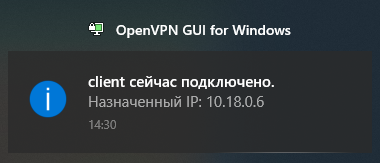 OpenVPN GUI for Windows
client сейчас подключено.
Назначенный IP: 10.18.0.6
14:30